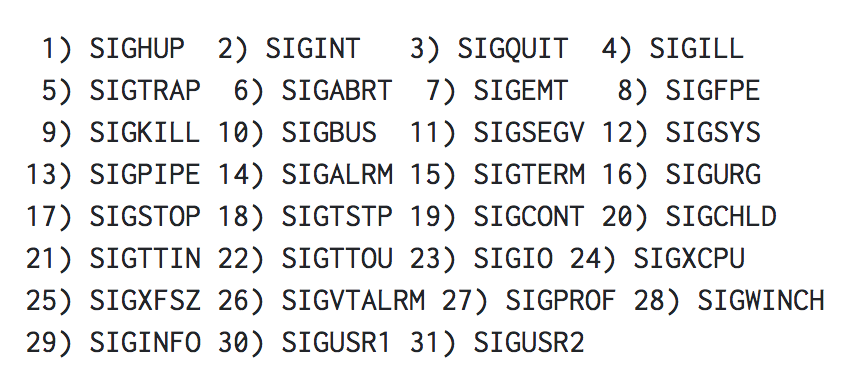 1) SIGHUP 2) SIGINT 3) SIGQUIT 4) SIGILL
5) SIGTRAP 6) SIGABRT 7) SIGEMT 8) SIGFPE
9) SIGKILL 10) SIGBUS 11) SIGSEGV 12) SIGSYS
13) SIGPIPE 14) SIGALRM 15) SIGTERM 16) SIGURG
17) SIGSTOP 18) SIGTSTP 19) SIGCONT 20) SIGCHLD
21) SIGTTIN 22) SIGTTOU 23) SIGIO 24) SIGXCPU
25) SIGXFSZ 26) SIGVTALRM 27) SIGPROF 28) SIGWINCH
29) SIGINFO 30) SIGUSR1 31) SIGUSR2